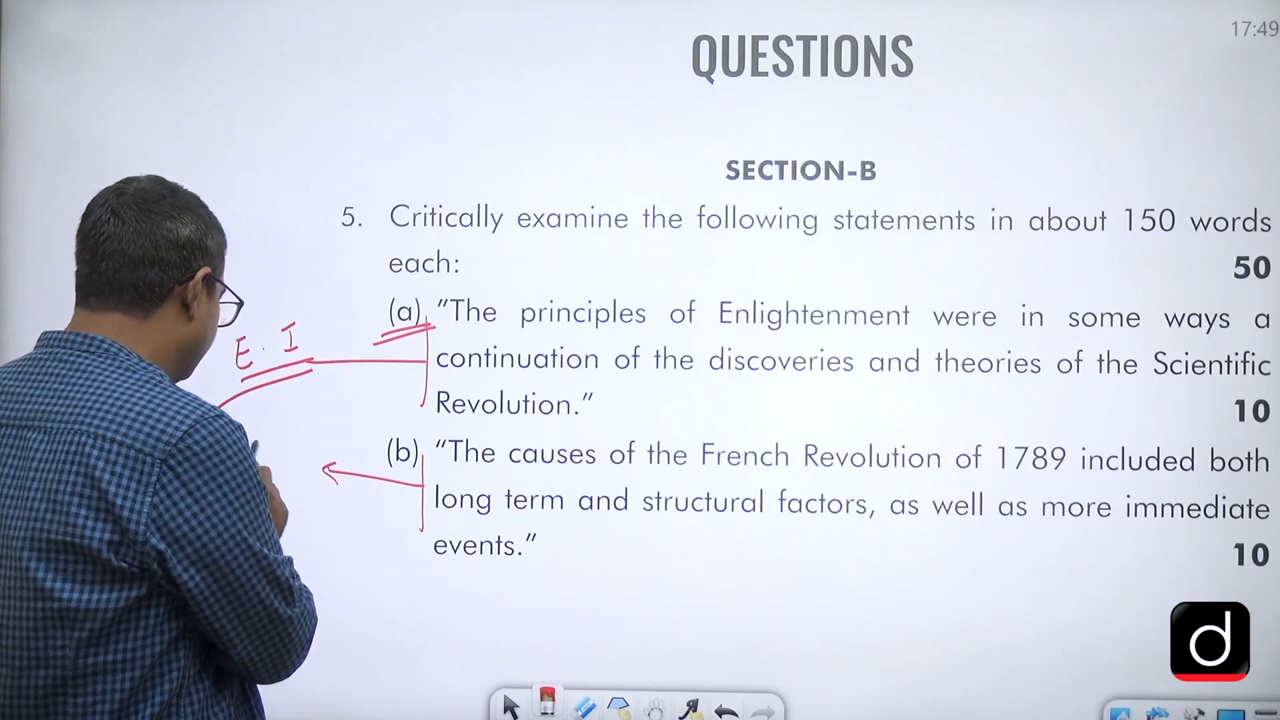 17:49
QUESTIONS
SECTION-B
5. Critically examine the following statements in about 150 words
each: 50
(a) "The principles of Enlightenment were in some ways a
continuation of the discoveries and theories of the Scientific
Revolution." 10
E. I
(b) "The causes of the French Revolution of 1789 included both
long term and structural factors, as well as more immediate
events." 10
d